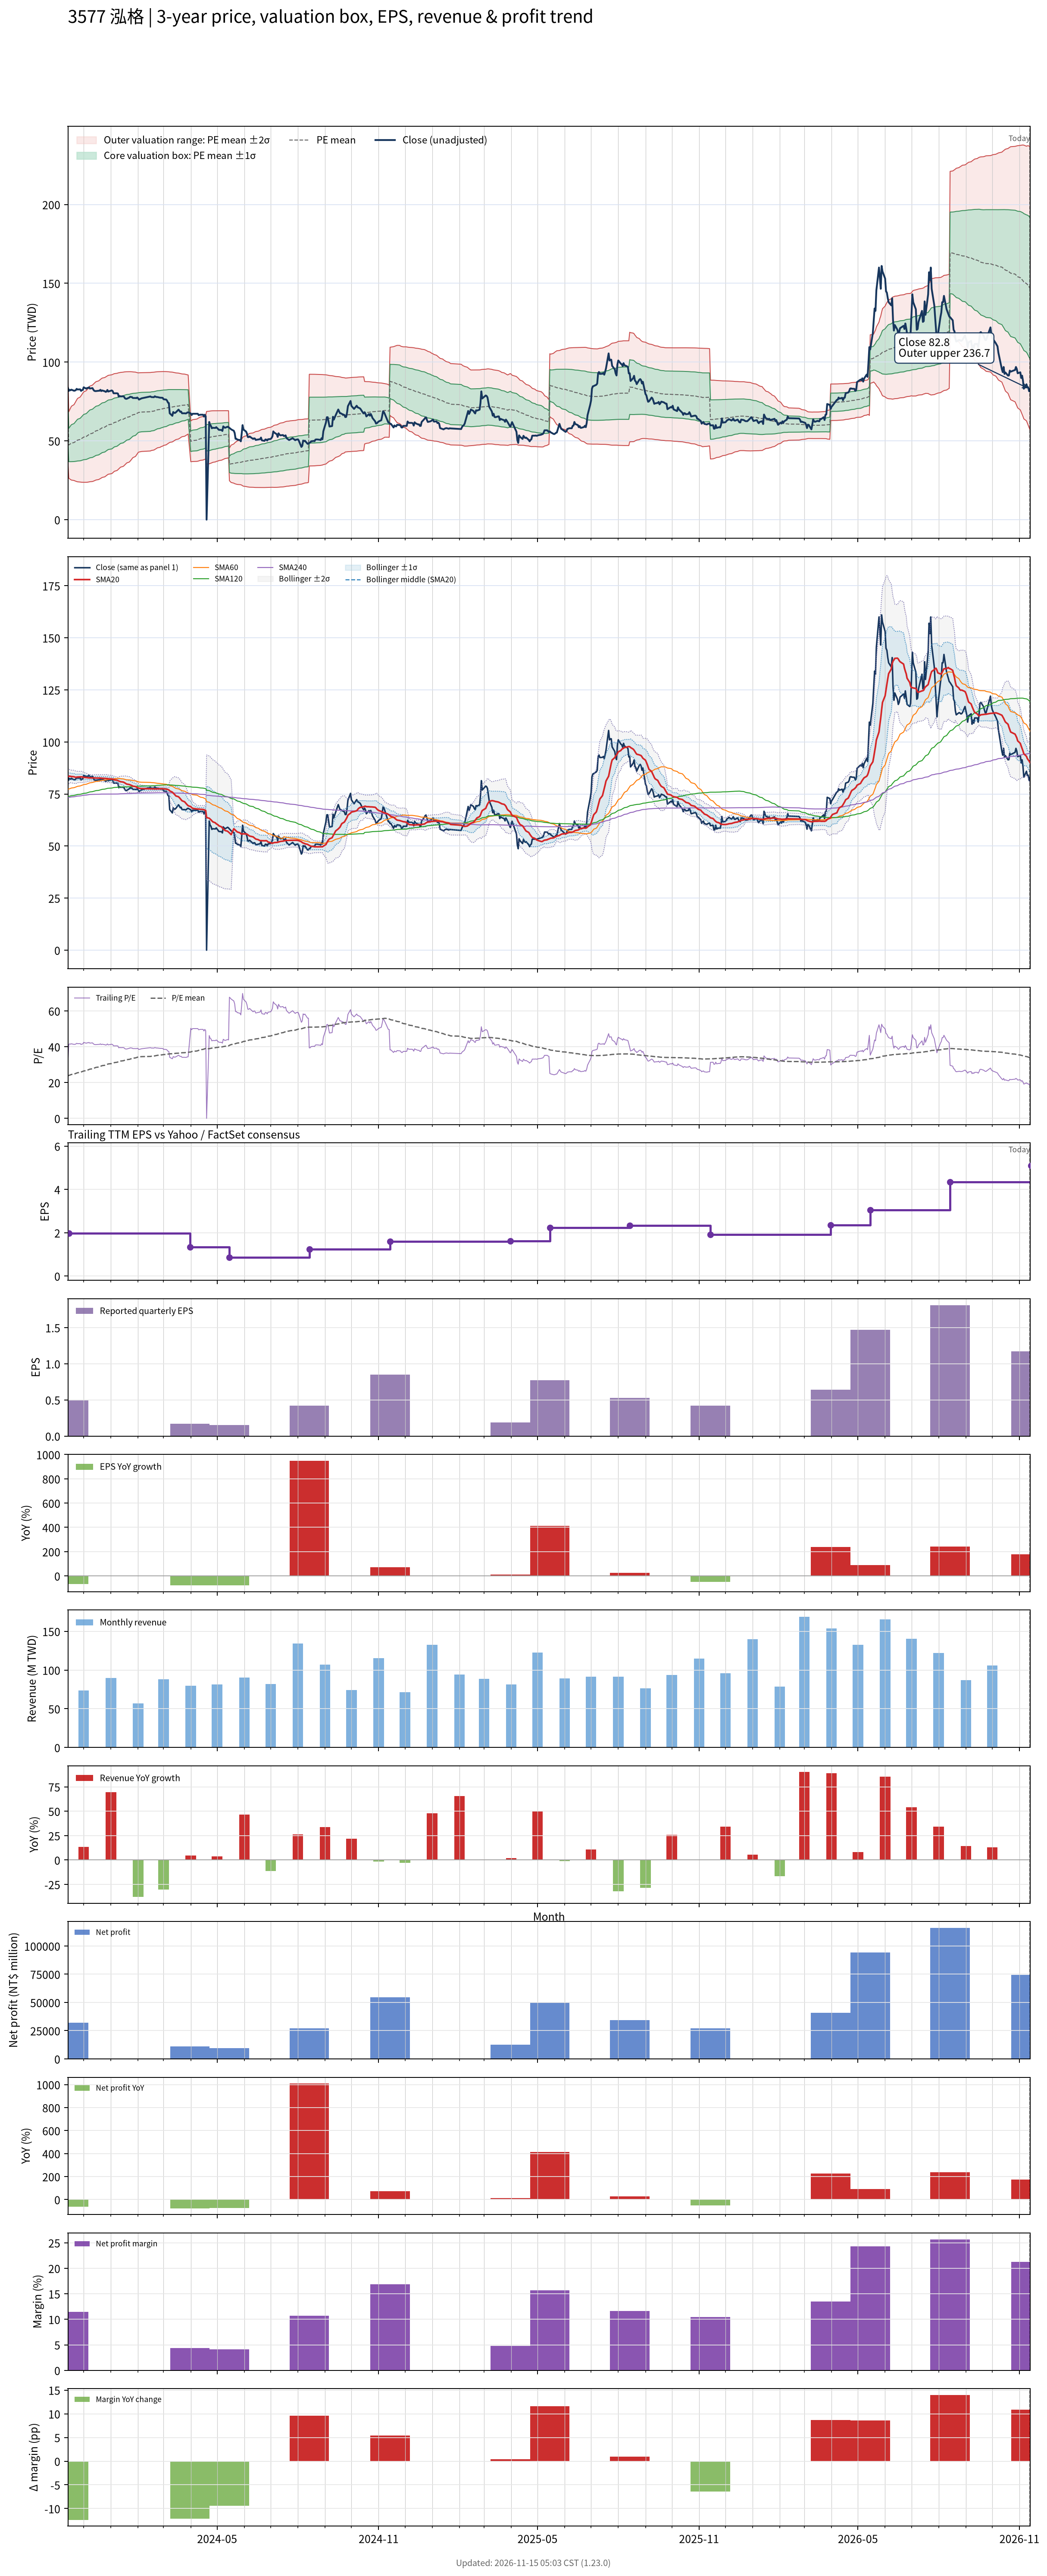 3577 泓格 | 3-year price, valuation box, EPS, revenue & profit trend
Outer valuation range: PE mean ±2σ
Core valuation box: PE mean ±1σ
PE mean
Close (unadjusted)
Today
Price (TWD)
200
150
100
50
0
Close 82.8
Outer upper 236.7
Close (same as panel 1)
SMA20
SMA60
SMA120
SMA240
Bollinger ±2σ
Bollinger ±1σ
Bollinger middle (SMA20)
Price
175
150
125
100
75
50
25
0
Trailing P/E
P/E mean
P/E
60
40
20
0
Trailing TTM EPS vs Yahoo / FactSet consensus
Today
EPS
6
4
2
0
Reported quarterly EPS
EPS
1.5
1.0
0.5
0.0
EPS YoY growth
YoY (%)
1000
800
600
400
200
0
Monthly revenue
Revenue (M TWD)
150
100
50
0
Revenue YoY growth
YoY (%)
75
50
25
0
-25
Month
Net profit
Net profit (NT$ million)
100000
75000
50000
25000
0
Net profit YoY
YoY (%)
1000
800
600
400
200
0
Net profit margin
Margin (%)
25
20
15
10
5
0
Margin YoY change
Δ margin (pp)
15
10
5
0
-5
-10
2024-05
2024-11
2025-05
2025-11
2026-05
2026-11
Updated: 2026-11-15 05:03 CST (1.23.0)